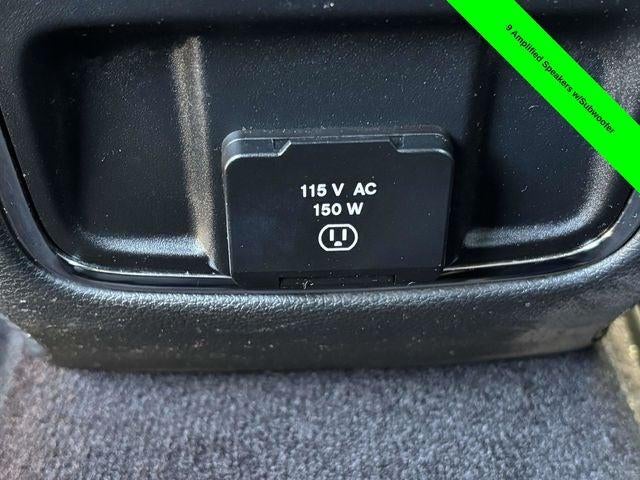 9 Amplified Speakers w/Subwoofer
115 V AC
150 W